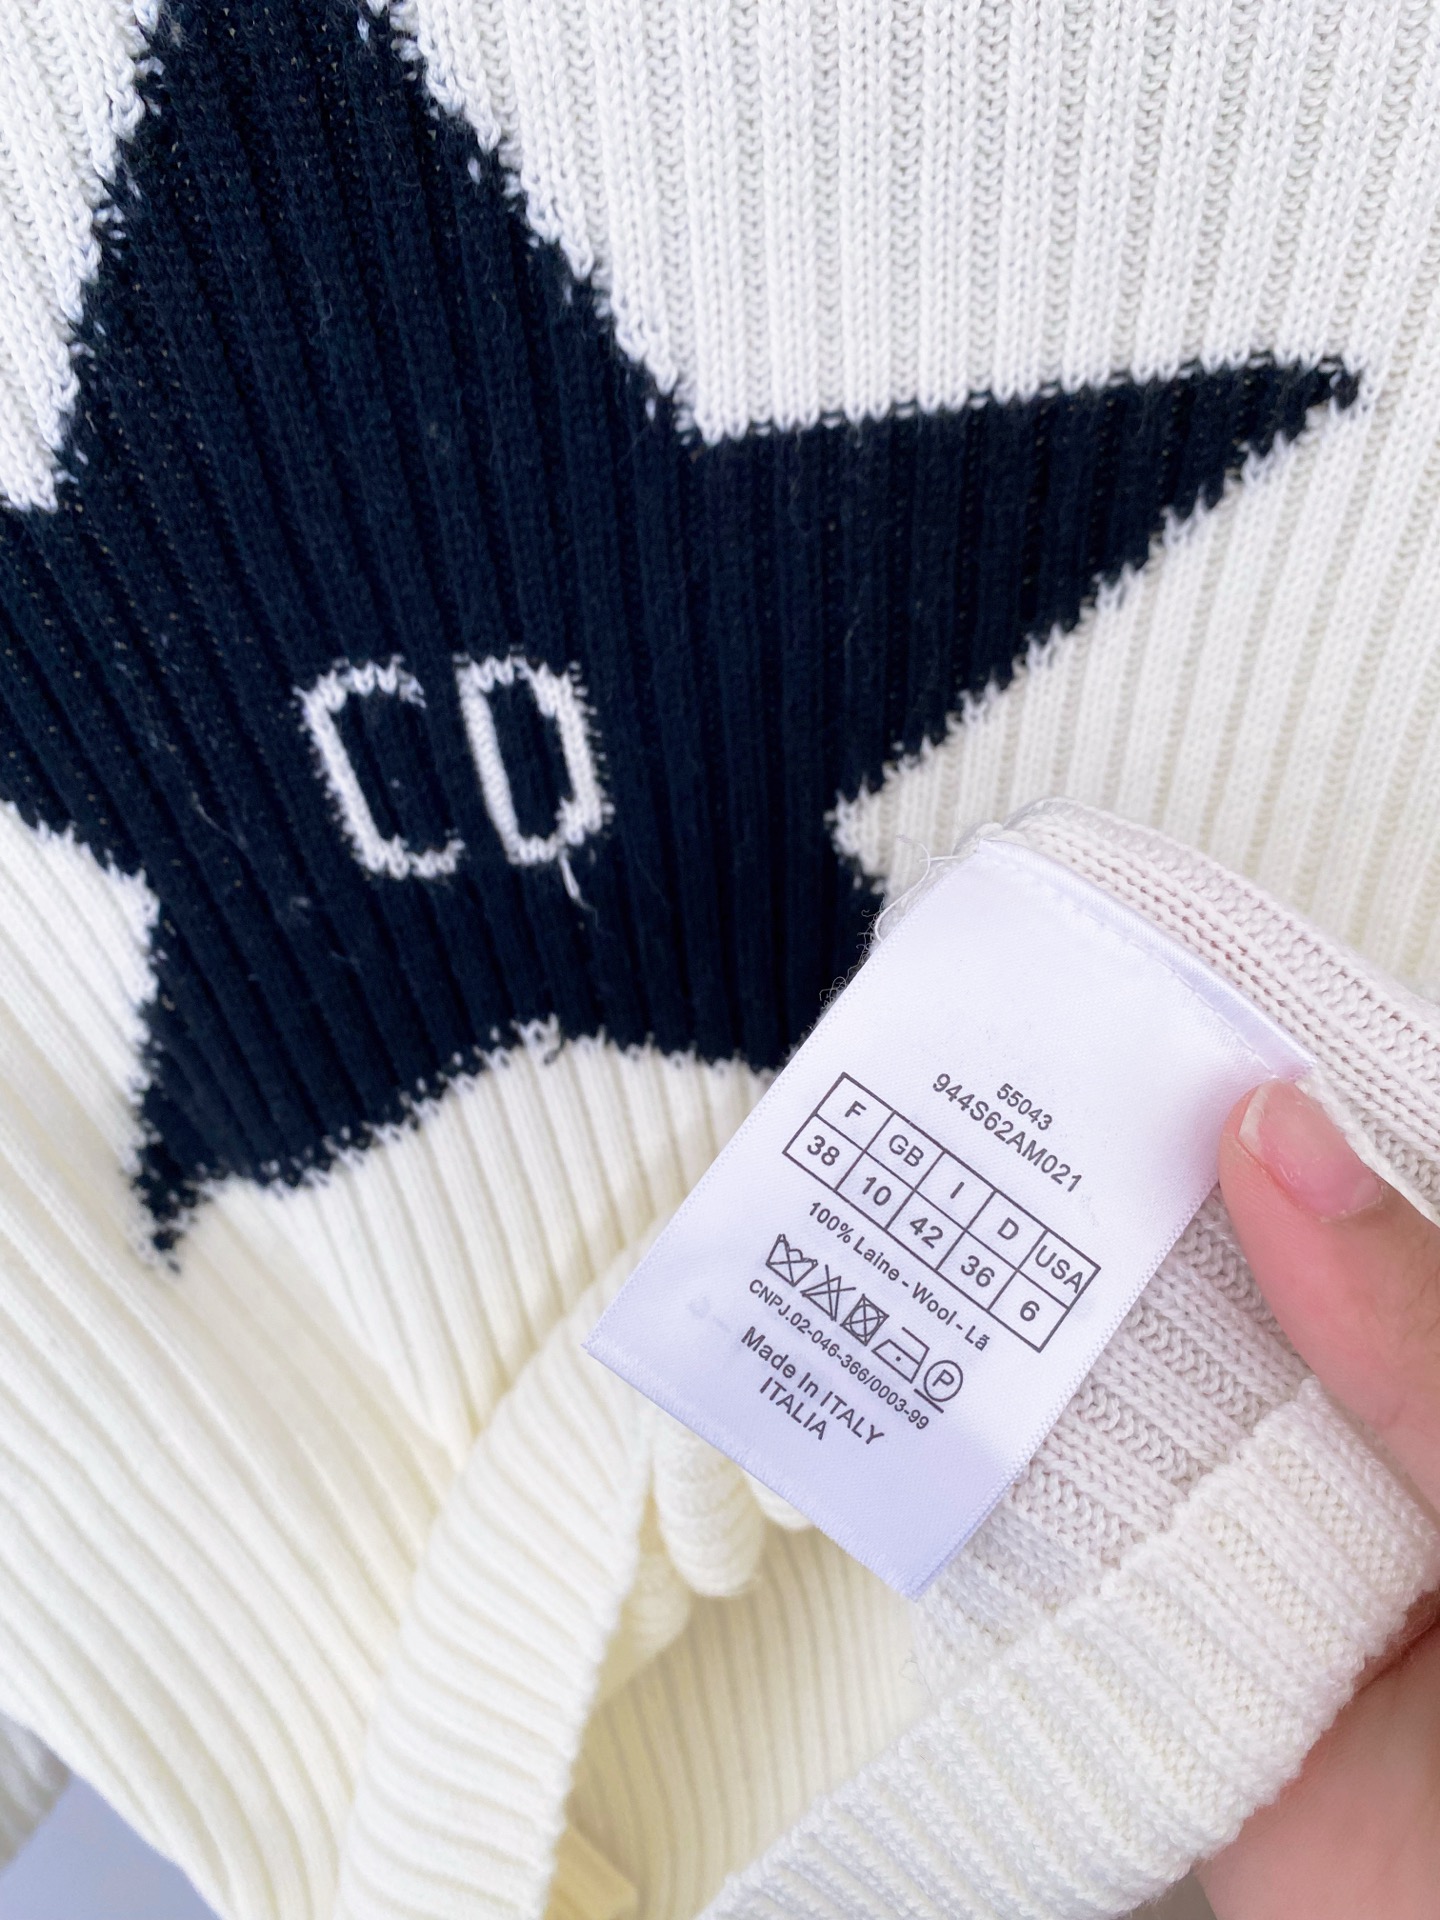 CD
55043
944S62AM021
F GB I D USA
38 10 42 36 6
100% Laine - Wool - Lã
P
CNPJ.02-046-366/0003-99
Made In ITALY
ITALIA